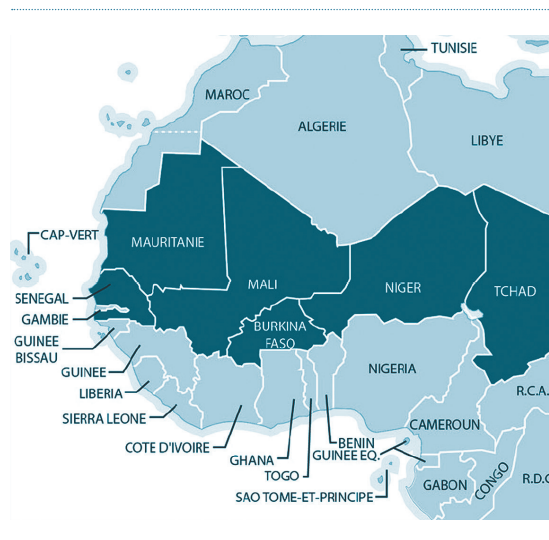 TUNISIE
MAROC
ALGERIE
LIBYE
CAP-VERT
MAURITANIE
MALI
NIGER
TCHAD
SENEGAL
GAMBIE
BURKINA
FASO
GUINEE
BISSAU
GUINEE
NIGERIA
LIBERIA
R.C.A.
SIERRA LEONE
CAMEROUN
COTE D'IVOIRE
BENIN
GUINEE EQ.
GHANA
TOGO
GABON
CONGO
R.D.C
SAO TOME-ET-PRINCIPE